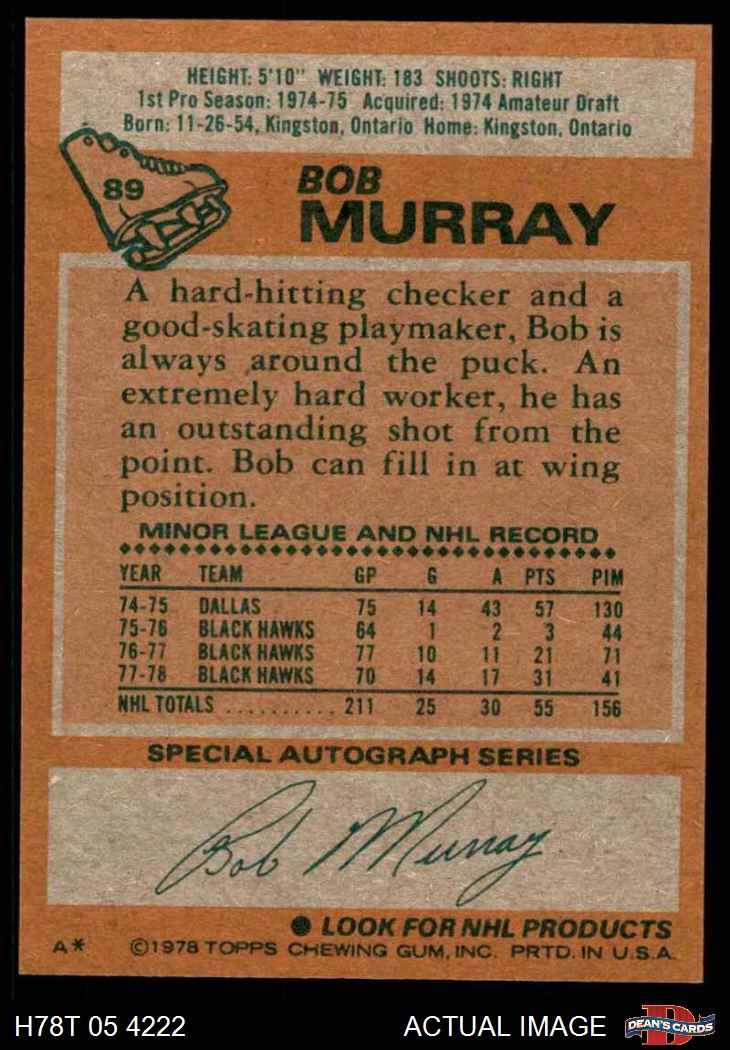 HEIGHT: 5'10" WEIGHT: 183 SHOOTS: RIGHT
1st Pro Season: 1974-75 Acquired: 1974 Amateur Draft
Born: 11-26-54, Kingston, Ontario Home: Kingston, Ontario
89
BOB
MURRAY
A hard-hitting checker and a
good-skating playmaker, Bob is
always around the puck. An
extremely hard worker, he has
an outstanding shot from the
point. Bob can fill in at wing
position.
MINOR LEAGUE AND NHL RECORD
YEAR TEAM GP G A PTS PIM
74-75 DALLAS 75 14 43 57 130
75-76 BLACK HAWKS 64 1 2 3 44
76-77 BLACK HAWKS 77 10 11 21 71
77-78 BLACK HAWKS 70 14 17 31 41
NHL TOTALS .......... 211 25 30 55 156
SPECIAL AUTOGRAPH SERIES
Bob Murray
LOOK FOR NHL PRODUCTS
A* ©1978 TOPPS CHEWING GUM, INC. PRTD. IN U.S.A.
H78T 05 4222 ACTUAL IMAGE D DEAN'S CARDS